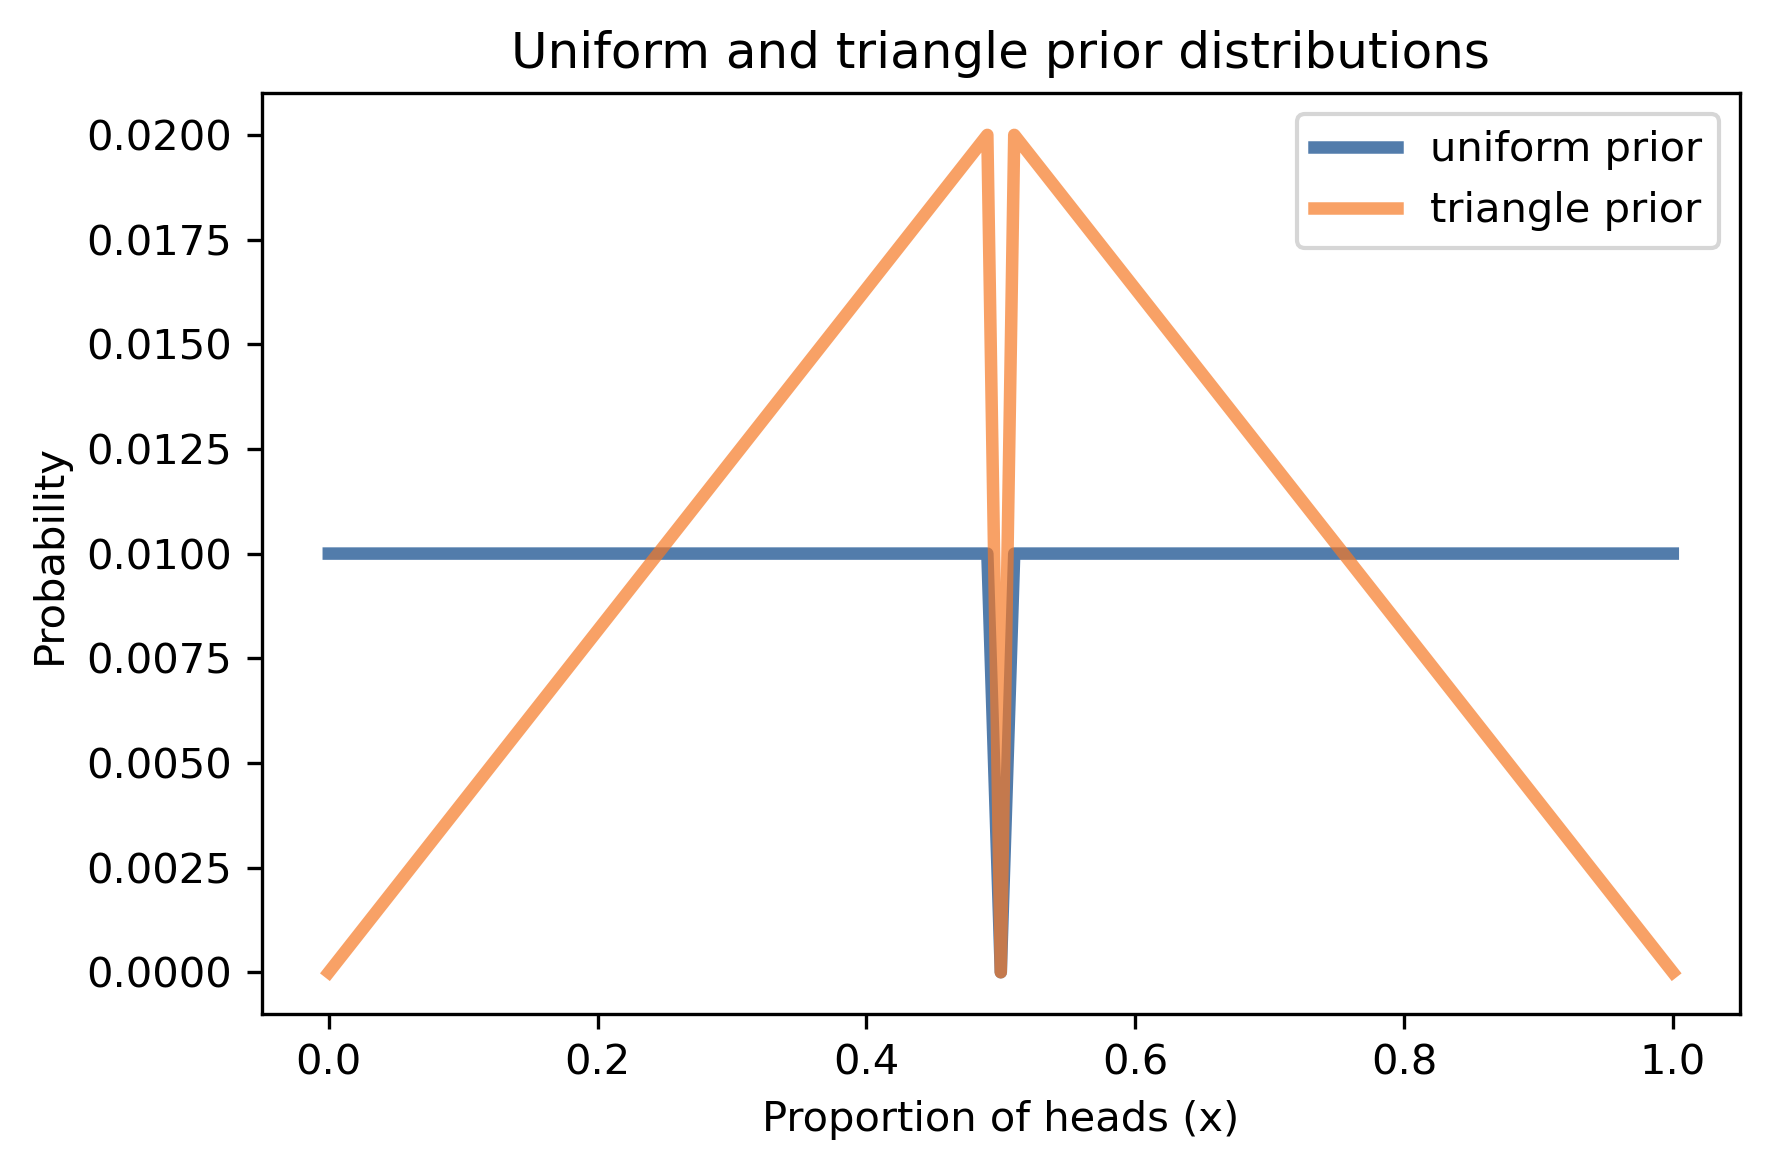 Uniform and triangle prior distributions
uniform prior
triangle prior
Probability
0.0200
0.0175
0.0150
0.0125
0.0100
0.0075
0.0050
0.0025
0.0000
0.0 0.2 0.4 0.6 0.8 1.0
Proportion of heads (x)